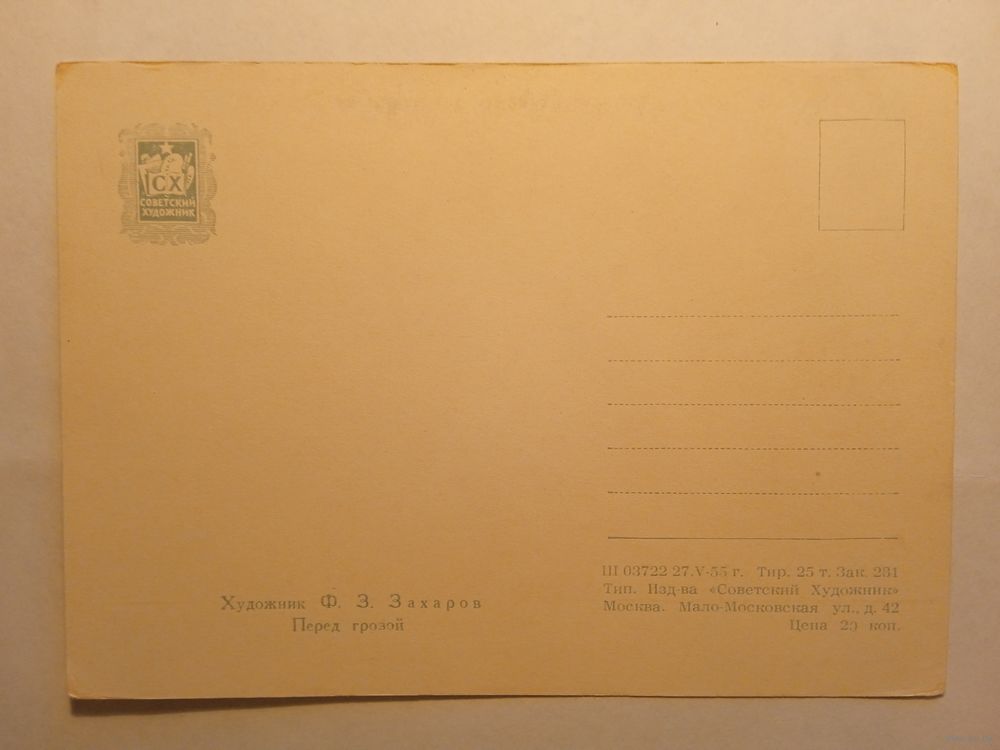 СХ
СОВЕТСКИЙ
ХУДОЖНИК
Художник Ф. З. Захаров
Перед грозой
Ш 03722 27.V-55 г. Тир. 25 т. Зак. 231
Тип. Изд-ва «Советский Художник»
Москва. Мало-Московская ул., д. 42
Цена 20 коп.